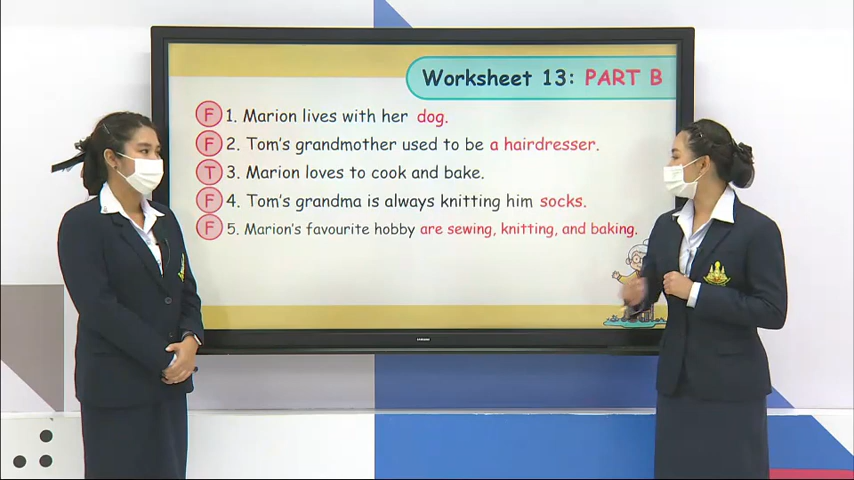 Worksheet 13: PART B
F 1. Marion lives with her dog.
F 2. Tom's grandmother used to be a hairdresser.
T 3. Marion loves to cook and bake.
F 4. Tom's grandma is always knitting him socks.
F 5. Marion's favourite hobby are sewing, knitting, and baking.
SAMSUNG